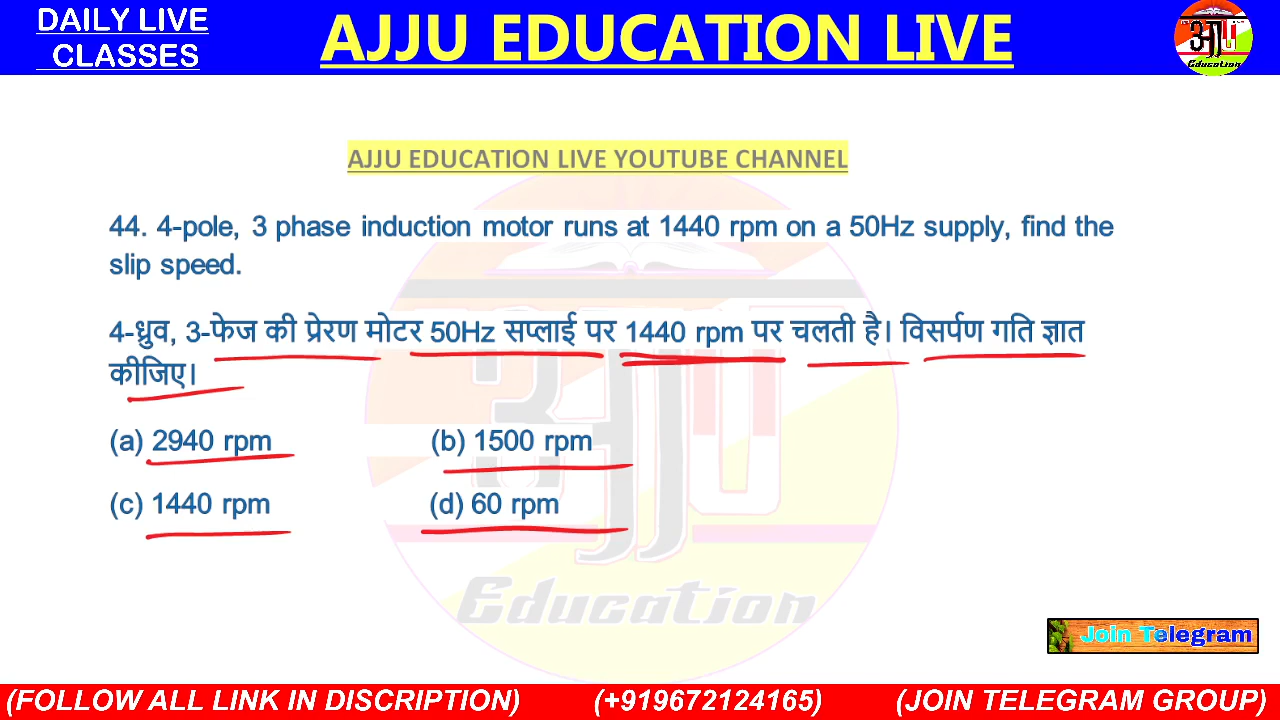 DAILY LIVE
CLASSES
AJJU EDUCATION LIVE
आप
Education
AJJU EDUCATION LIVE YOUTUBE CHANNEL
44. 4-pole, 3 phase induction motor runs at 1440 rpm on a 50Hz supply, find the
slip speed.
4-ध्रुव, 3-फेज की प्रेरण मोटर 50Hz सप्लाई पर 1440 rpm पर चलती है। विसर्पण गति ज्ञात
कीजिए।
(a) 2940 rpm (b) 1500 rpm
(c) 1440 rpm (d) 60 rpm
आप
Education
Join Telegram
(FOLLOW ALL LINK IN DISCRIPTION) (+919672124165) (JOIN TELEGRAM GROUP)